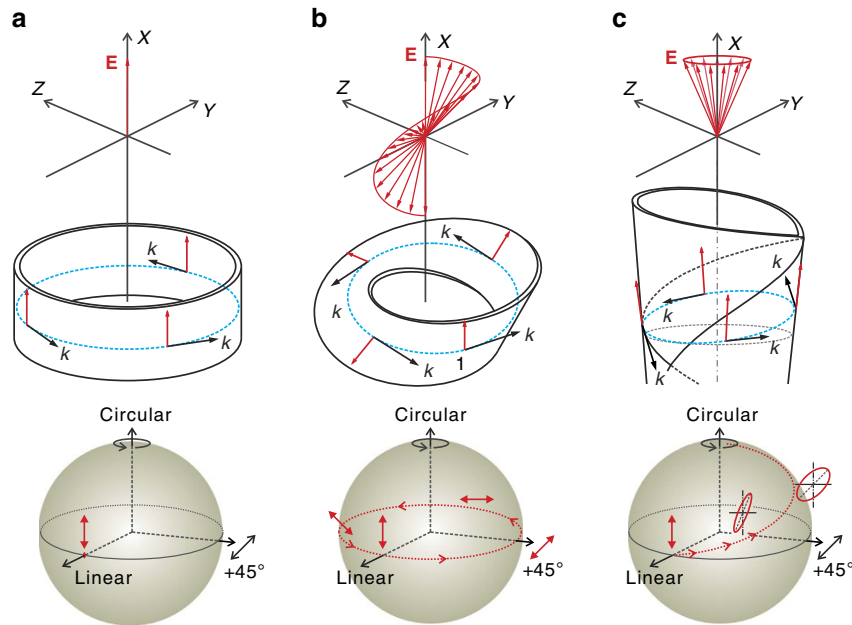 a
X
E
Z
Y
k
k
k
Circular
Linear
+45°
b
X
E
Z
Y
k
k
k
k
1
Circular
Linear
+45°
c
X
E
Z
Y
k
k
k
k
Circular
Linear
+45°